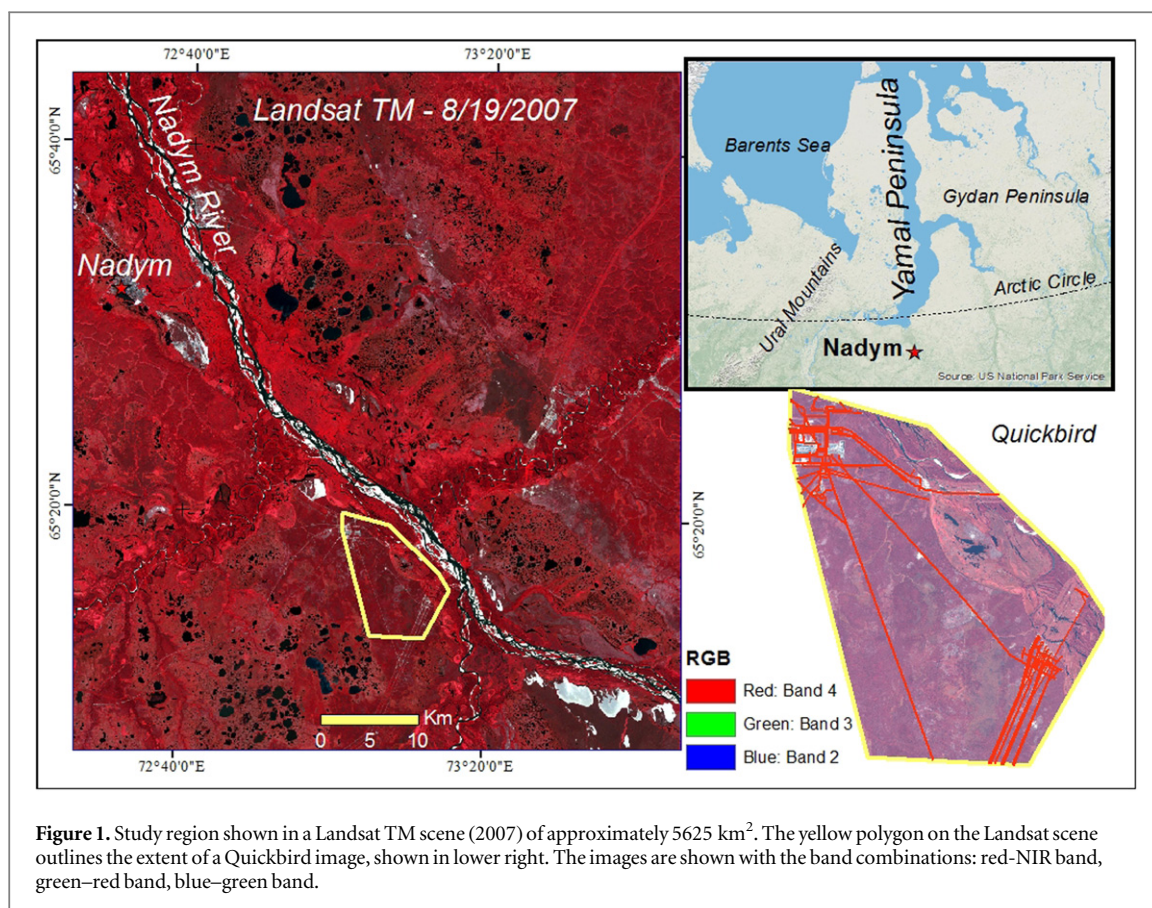 72°40'0"E
73°20'0"E
Landsat TM - 8/19/2007
Nadym River
Nadym
65°40'0"N
65°20'0"N
65°20'0"N
Km
0 5 10
72°40'0"E
73°20'0"E
Barents Sea
Yamal Peninsula
Gydan Peninsula
Ural Mountains
Arctic Circle
Nadym
Source: US National Park Service
Quickbird
RGB
Red: Band 4
Green: Band 3
Blue: Band 2
Figure 1. Study region shown in a Landsat TM scene (2007) of approximately 5625 km². The yellow polygon on the Landsat scene
outlines the extent of a Quickbird image, shown in lower right. The images are shown with the band combinations: red-NIR band,
green–red band, blue–green band.